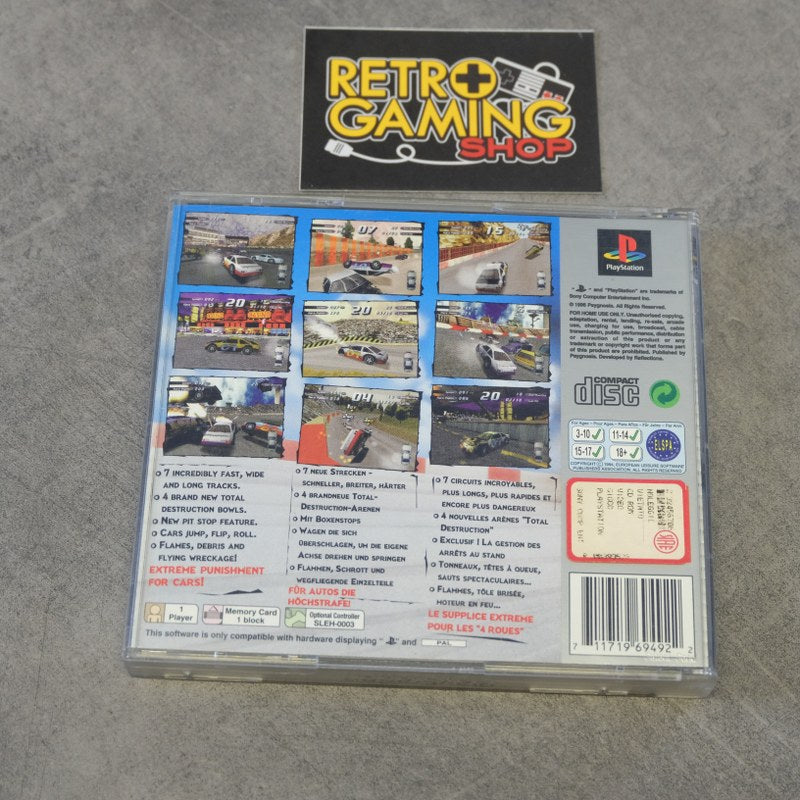 RETRO
GAMING
SHOP
07
15
20
20
04
20
PlayStation
" " and "PlayStation" are trademarks of
Sony Computer Entertainment Inc.
Psygnosis. All Rights Reserved.
FOR HOME USE ONLY. Unauthorised copying,
adaptation, rental, lending, re-sale, arcade
use, charging for use, broadcast, cable
transmission, public performance, distribution
or extraction of this product or any
trademark or copyright work that forms part
of this product are prohibited. Published by
Psygnosis. Developed by Reflections.
COMPACT
disc
3-10
11-14
15-17
18+
ELSPA
7 INCREDIBLY FAST, WIDE
AND LONG TRACKS.
4 BRAND NEW TOTAL
DESTRUCTION BOWLS.
NEW PIT STOP FEATURE.
CARS JUMP, FLIP, ROLL.
FLAMES, DEBRIS AND
FLYING WRECKAGE!
EXTREME PUNISHMENT
FOR CARS!
7 NEUE STRECKEN -
SCHNELLER, BREITER, HÄRTER
4 BRANDNEUE TOTAL-
DESTRUCTION-ARENEN
MIT BOXENSTOPS
WAGEN DIE SICH
ÜBERSCHLAGEN, UM DIE EIGENE
ACHSE DREHEN UND SPRINGEN
FLAMMEN, SCHROTT UND
WEGFLIEGENDE EINZELTEILE
FÜR AUTOS DIE
HÖCHSTRAFE!
7 CIRCUITS INCROYABLES,
PLUS LONGS, PLUS RAPIDES ET
ENCORE PLUS DANGEREUX
4 NOUVELLES ARÈNES "TOTAL
DESTRUCTION"
EXCLUSIF ! LA GESTION DES
ARRÊTS AU STAND
TONNEAUX, TÊTES À QUEUE,
SAUTS SPECTACULAIRES...
FLAMMES, TÔLE BRISÉE,
MOTEUR EN FEU...
LE SUPPLICE EXTREME
POUR LES "4 ROUES"
1
Player
Memory Card
1 block
Optional Controller
SLEH-0003
This software is only compatible with hardware displaying " " and PAL
7 11719 69492 2